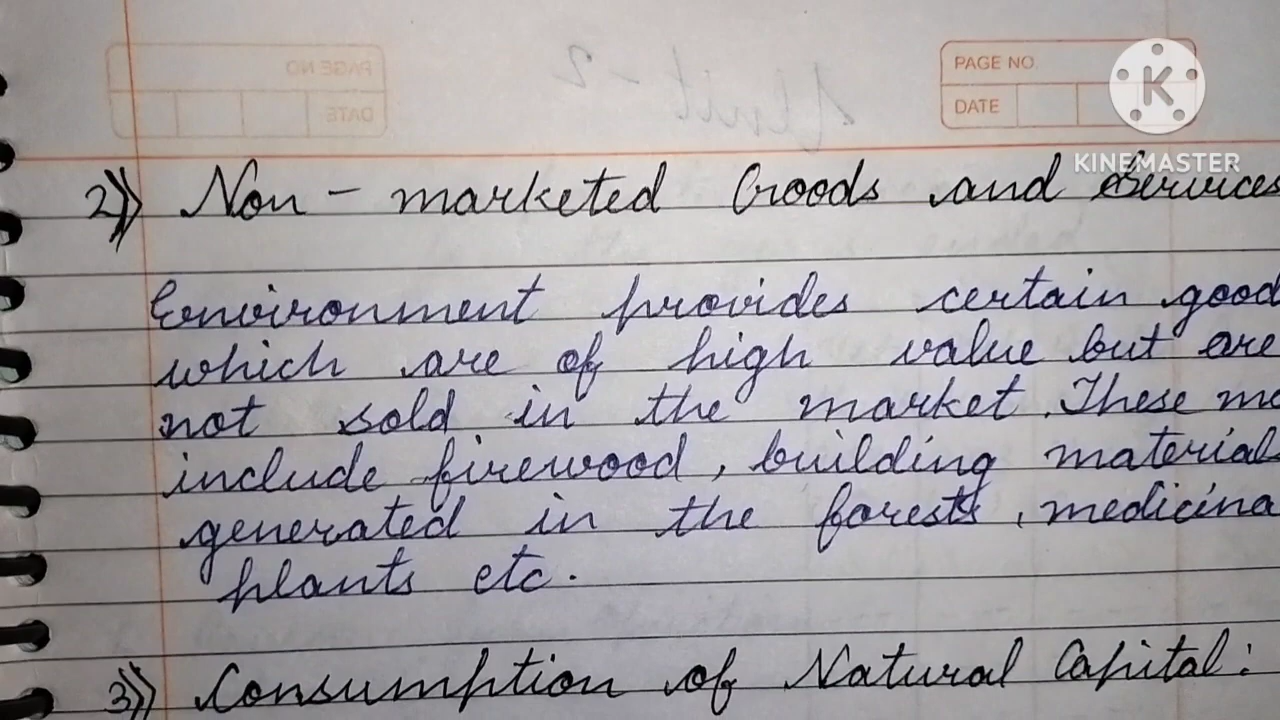 PAGE NO
DATE
KINEMASTER
2) Non-marketed Goods and Services
Environment provides certain good
which are of high value but are
not sold in the market. These
include firewood, building material
generated in the forests, medicina
plants etc.
3) Consumption of Natural Capital: